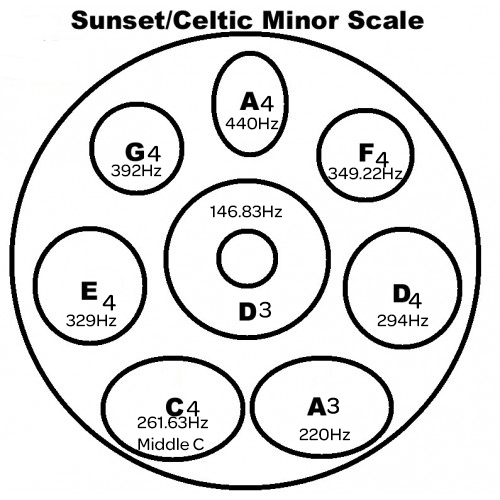 Sunset/Celtic Minor Scale
A4
440Hz
G4
392Hz
F4
349.22Hz
146.83Hz
D3
E4
329Hz
D4
294Hz
C4
261.63Hz
Middle C
A3
220Hz